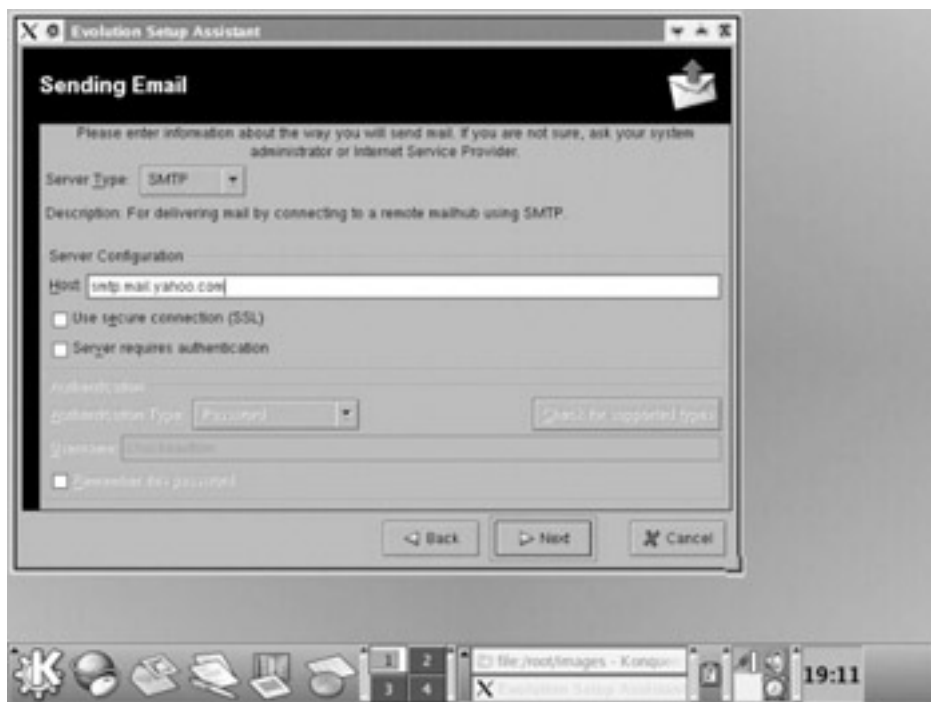 Evolution Setup Assistant
Sending Email
Please enter information about the way you will send mail. If you are not sure, ask your system
administrator or Internet Service Provider.
Server Type: SMTP
Description: For delivering mail by connecting to a remote mailhub using SMTP.
Server Configuration
Host: smtp.mail.yahoo.com
Use secure connection (SSL)
Server requires authentication
Authentication
Authentication Type: Password
Check for supported types
Username:
Remember this password
Back
Next
Cancel
1 2
3 4
file:/root/images - Konquer
Evolution Setup Assistant
19:11